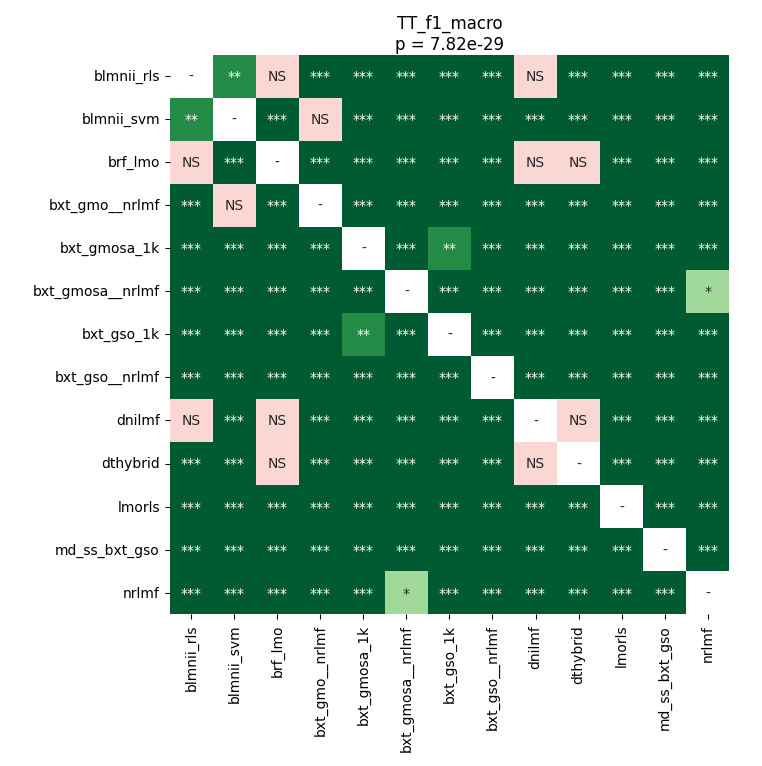 TT_f1_macro
p = 7.82e-29
blmnii_rls - ** NS *** *** *** *** *** NS *** *** *** ***
blmnii_svm ** - *** NS *** *** *** *** *** *** *** *** ***
brf_lmo NS *** - *** *** *** *** *** NS NS *** *** ***
bxt_gmo__nrlmf *** NS *** - *** *** *** *** *** *** *** *** ***
bxt_gmosa_1k *** *** *** *** - *** ** *** *** *** *** *** ***
bxt_gmosa__nrlmf *** *** *** *** *** - *** *** *** *** *** *** *
bxt_gso_1k *** *** *** *** ** *** - *** *** *** *** *** ***
bxt_gso__nrlmf *** *** *** *** *** *** *** - *** *** *** *** ***
dnilmf NS *** NS *** *** *** *** *** - NS *** *** ***
dthybrid *** *** NS *** *** *** *** *** NS - *** *** ***
lmorls *** *** *** *** *** *** *** *** *** *** - *** ***
md_ss_bxt_gso *** *** *** *** *** *** *** *** *** *** *** - ***
nrlmf *** *** *** *** *** * *** *** *** *** *** *** -
blmnii_rls
blmnii_svm
brf_lmo
bxt_gmo__nrlmf
bxt_gmosa_1k
bxt_gmosa__nrlmf
bxt_gso_1k
bxt_gso__nrlmf
dnilmf
dthybrid
lmorls
md_ss_bxt_gso
nrlmf